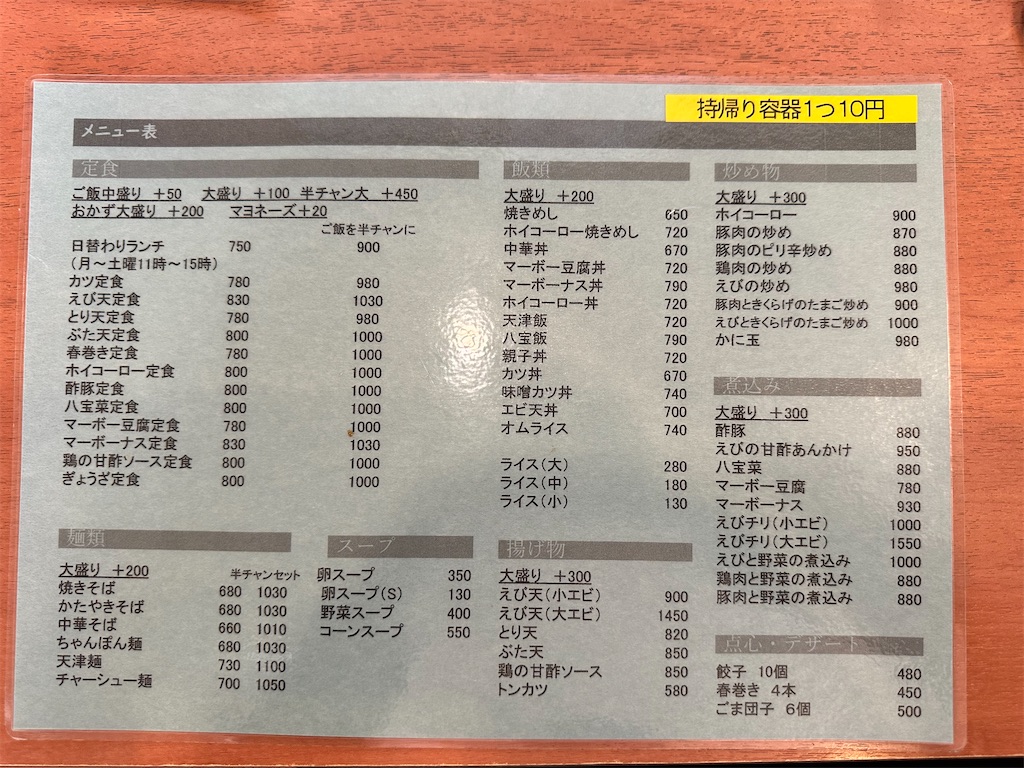 持帰り容器1つ10円
メニュー表
定食
ご飯中盛り +50 大盛り +100 半チャン大 +450
おかず大盛り +200 マヨネーズ+20
ご飯を半チャンに
日替わりランチ 750 900
(月～土曜11時～15時)
カツ定食 780 980
えび天定食 830 1030
とり天定食 780 980
ぶた天定食 800 1000
春巻き定食 780 1000
ホイコーロー定食 800 1000
酢豚定食 800 1000
八宝菜定食 800 1000
マーボー豆腐定食 780 1000
マーボーナス定食 830 1030
鶏の甘酢ソース定食 800 1000
ぎょうざ定食 800 1000
麺類
大盛り +200
半チャンセット
焼きそば 680 1030
かたやきそば 680 1030
中華そば 660 1010
ちゃんぽん麺 680 1030
天津麺 730 1100
チャーシュー麺 700 1050
スープ
卵スープ 350
卵スープ(S) 130
野菜スープ 400
コーンスープ 550
飯類
大盛り +200
焼きめし 650
ホイコーロー焼きめし 720
中華丼 670
マーボー豆腐丼 720
マーボーナス丼 790
ホイコーロー丼 720
天津飯 720
八宝飯 790
親子丼 720
カツ丼 670
味噌カツ丼 740
エビ天丼 700
オムライス 740
ライス(大) 280
ライス(中) 180
ライス(小) 130
揚げ物
大盛り +300
えび天(小エビ) 900
えび天(大エビ) 1450
とり天 820
ぶた天 850
鶏の甘酢ソース 850
トンカツ 580
炒め物
大盛り +300
ホイコーロー 900
豚肉の炒め 870
豚肉のピリ辛炒め 880
鶏肉の炒め 880
えびの炒め 980
豚肉ときくらげのたまご炒め 900
えびときくらげのたまご炒め 1000
かに玉 980
煮込み
大盛り +300
酢豚 880
えびの甘酢あんかけ 950
八宝菜 880
マーボー豆腐 780
マーボーナス 930
えびチリ(小エビ) 1000
えびチリ(大エビ) 1550
えびと野菜の煮込み 1000
鶏肉と野菜の煮込み 880
豚肉と野菜の煮込み 880
点心・デザート
餃子 10個 480
春巻き 4本 450
ごま団子 6個 500